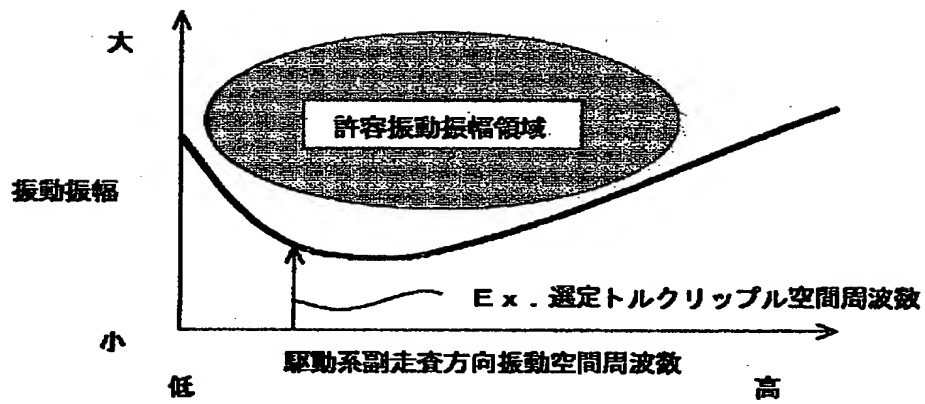 大
許容振動振幅領域
振動振幅
Ex.選定トルクリップル空間周波数
小
駆動系副走査方向振動空間周波数
低
高